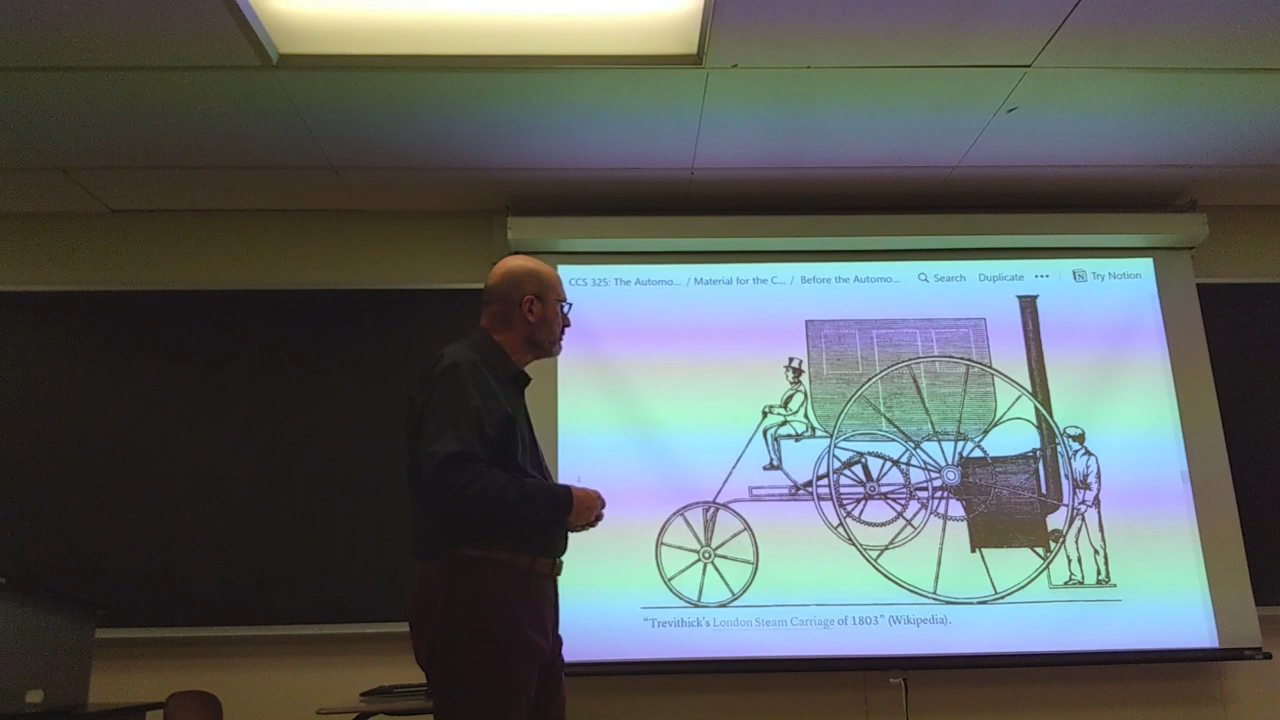 CCS 325: The Automo... / Material for the C... / Before the Automo... Search Duplicate ••• Try Notion
"Trevithick's London Steam Carriage of 1803" (Wikipedia).